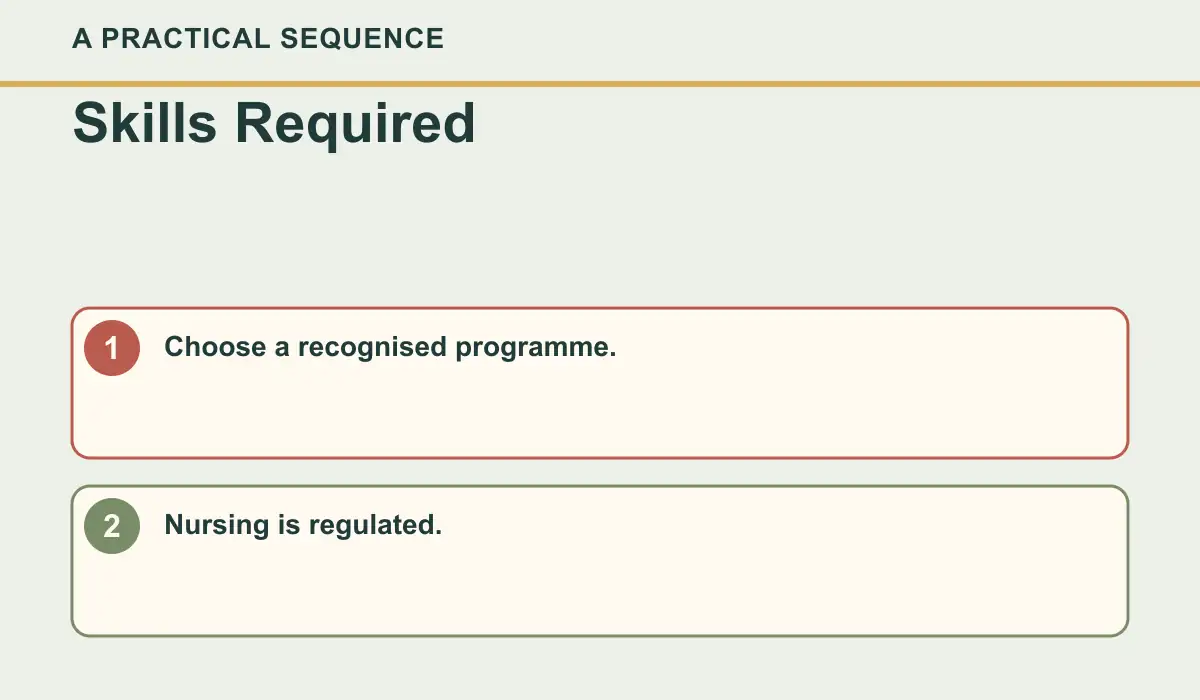 A PRACTICAL SEQUENCE
Skills Required
1 Choose a recognised programme.
2 Nursing is regulated.